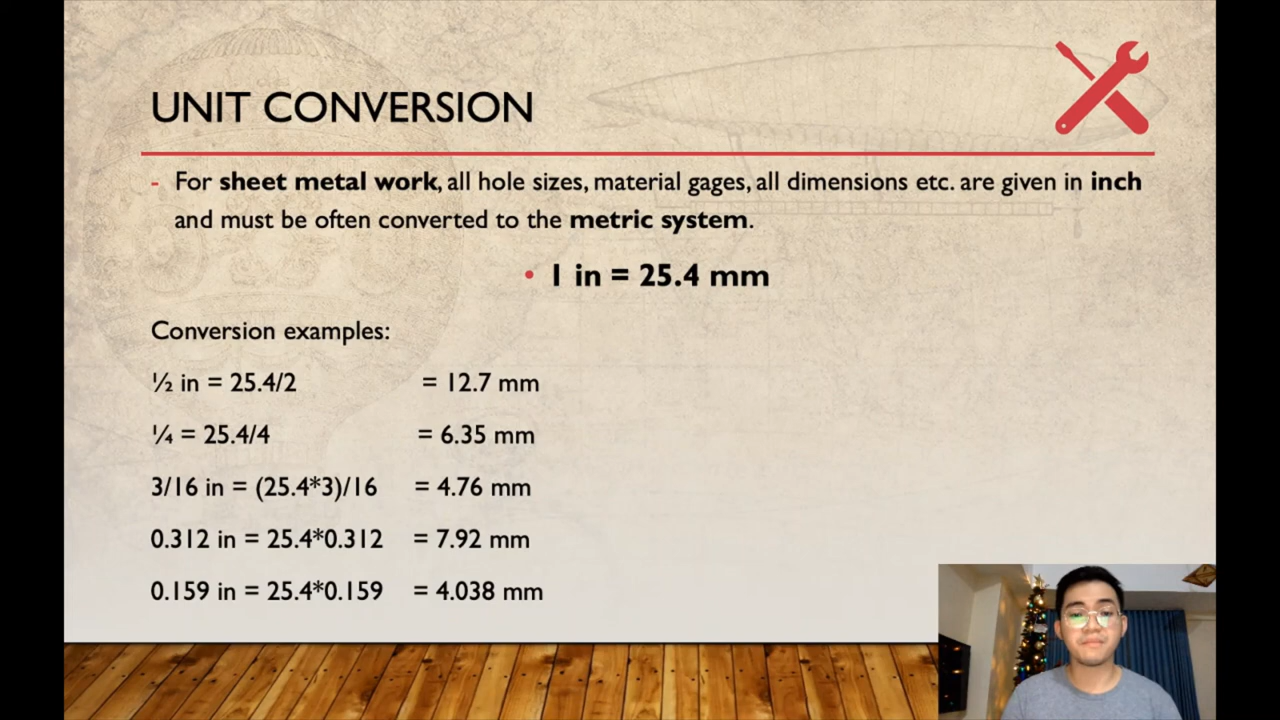 UNIT CONVERSION
- For sheet metal work, all hole sizes, material gages, all dimensions etc. are given in inch
and must be often converted to the metric system.
• 1 in = 25.4 mm
Conversion examples:
½ in = 25.4/2 = 12.7 mm
¼ = 25.4/4 = 6.35 mm
3/16 in = (25.4*3)/16 = 4.76 mm
0.312 in = 25.4*0.312 = 7.92 mm
0.159 in = 25.4*0.159 = 4.038 mm